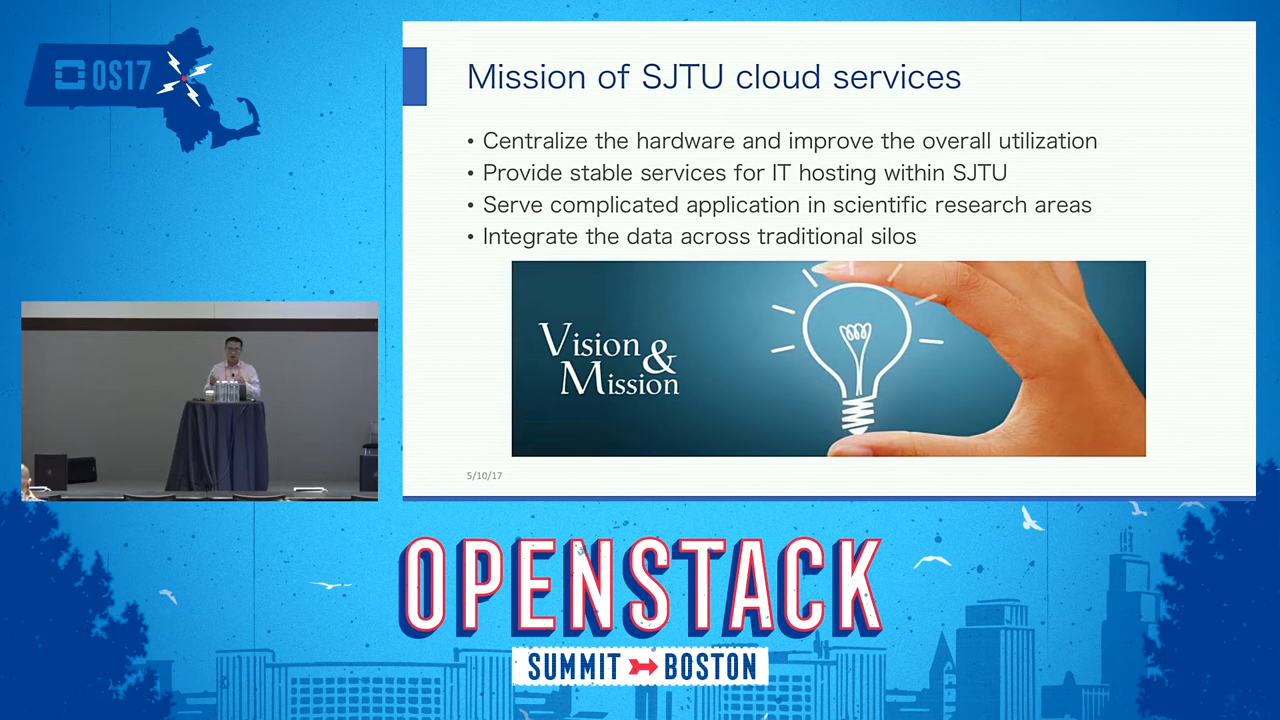 OS17
Mission of SJTU cloud services
• Centralize the hardware and improve the overall utilization
• Provide stable services for IT hosting within SJTU
• Serve complicated application in scientific research areas
• Integrate the data across traditional silos
Vision &
Mission
5/10/17
OPENSTACK
SUMMIT BOSTON